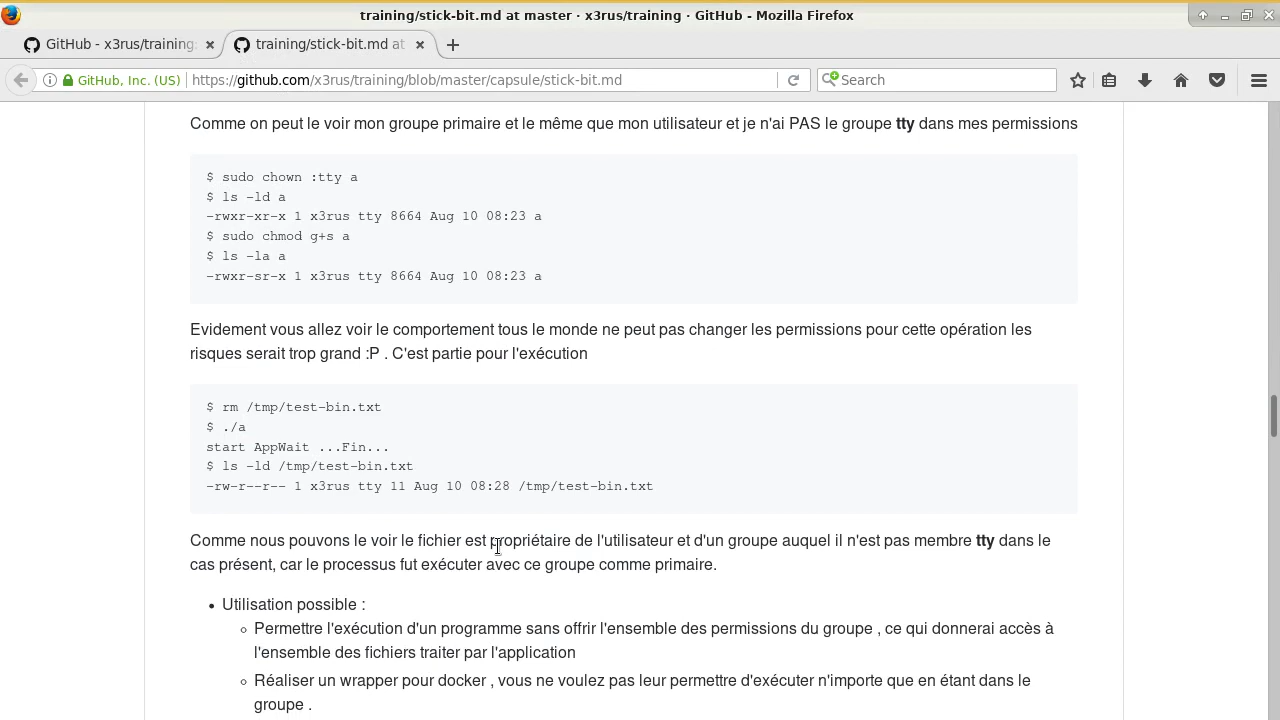 training/stick-bit.md at master · x3rus/training · GitHub - Mozilla Firefox
GitHub - x3rus/training:
training/stick-bit.md at
GitHub, Inc. (US)
https://github.com/x3rus/training/blob/master/capsule/stick-bit.md
Search
Comme on peut le voir mon groupe primaire et le même que mon utilisateur et je n'ai PAS le groupe tty dans mes permissions
$ sudo chown :tty a
$ ls -ld a
-rwxr-xr-x 1 x3rus tty 8664 Aug 10 08:23 a
$ sudo chmod g+s a
$ ls -la a
-rwxr-sr-x 1 x3rus tty 8664 Aug 10 08:23 a
Evidement vous allez voir le comportement tous le monde ne peut pas changer les permissions pour cette opération les
risques serait trop grand :P . C'est partie pour l'exécution
$ rm /tmp/test-bin.txt
$ ./a
start AppWait ...Fin...
$ ls -ld /tmp/test-bin.txt
-rw-r--r-- 1 x3rus tty 11 Aug 10 08:28 /tmp/test-bin.txt
Comme nous pouvons le voir le fichier est propriétaire de l'utilisateur et d'un groupe auquel il n'est pas membre tty dans le
cas présent, car le processus fut exécuter avec ce groupe comme primaire.
• Utilisation possible :
◦ Permettre l'exécution d'un programme sans offrir l'ensemble des permissions du groupe , ce qui donnerai accès à
l'ensemble des fichiers traiter par l'application
◦ Réaliser un wrapper pour docker , vous ne voulez pas leur permettre d'exécuter n'importe que en étant dans le
groupe .